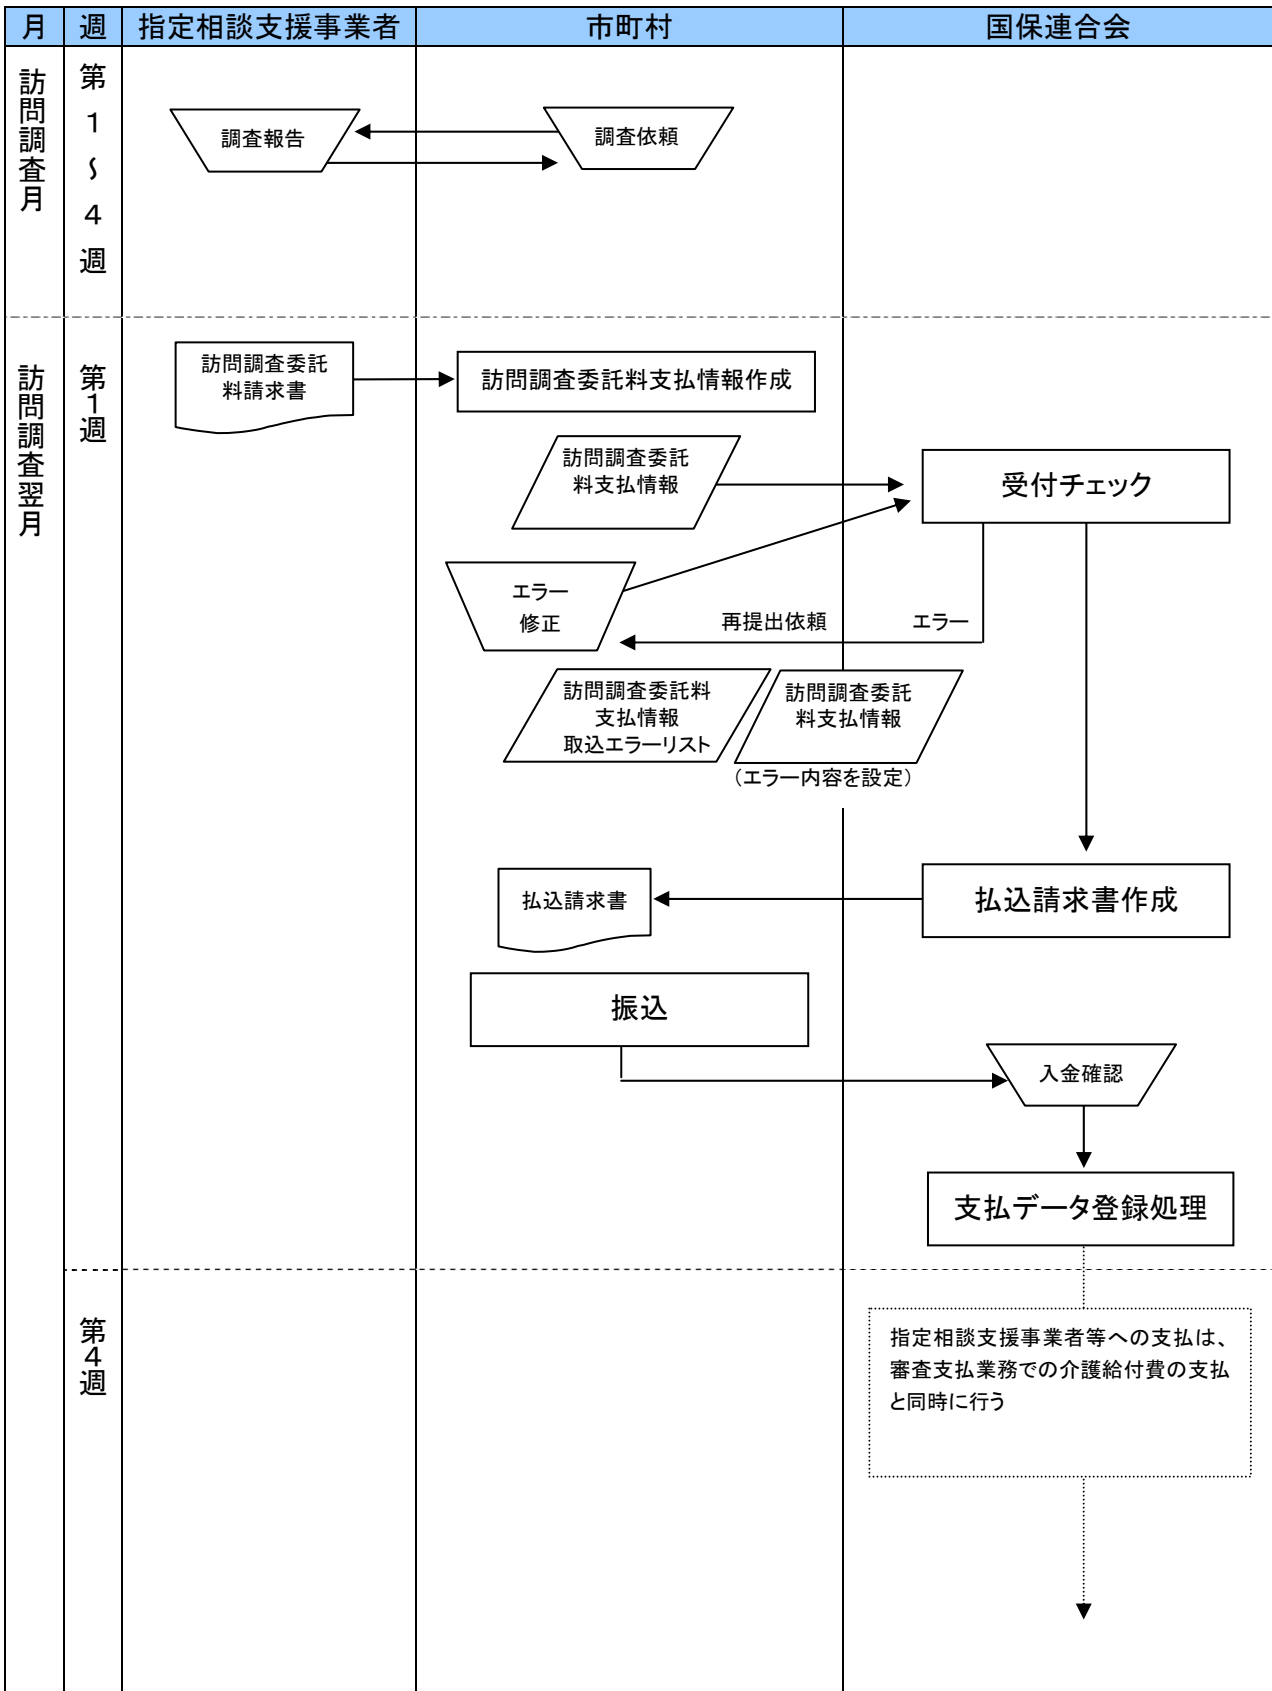 月
週
指定相談支援事業者
市町村
国保連合会
訪問調査月
第１～４週
調査報告
調査依頼
訪問調査翌月
第１週
訪問調査委託
料請求書
訪問調査委託料支払情報作成
訪問調査委託
料支払情報
受付チェック
エラー
修正
再提出依頼
エラー
訪問調査委託料
支払情報
取込エラーリスト
訪問調査委託
料支払情報
（エラー内容を設定）
払込請求書
払込請求書作成
振込
入金確認
支払データ登録処理
第４週
指定相談支援事業者等への支払は、
審査支払業務での介護給付費の支払
と同時に行う